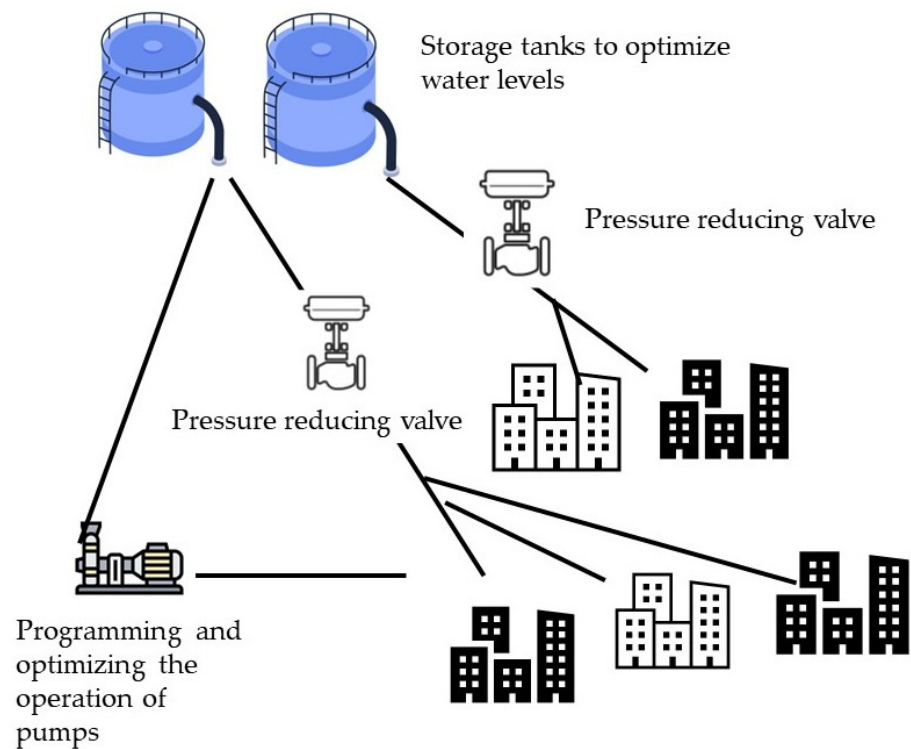 Storage tanks to optimize
water levels
Pressure reducing valve
Pressure reducing valve
Programming and
optimizing the
operation of
pumps